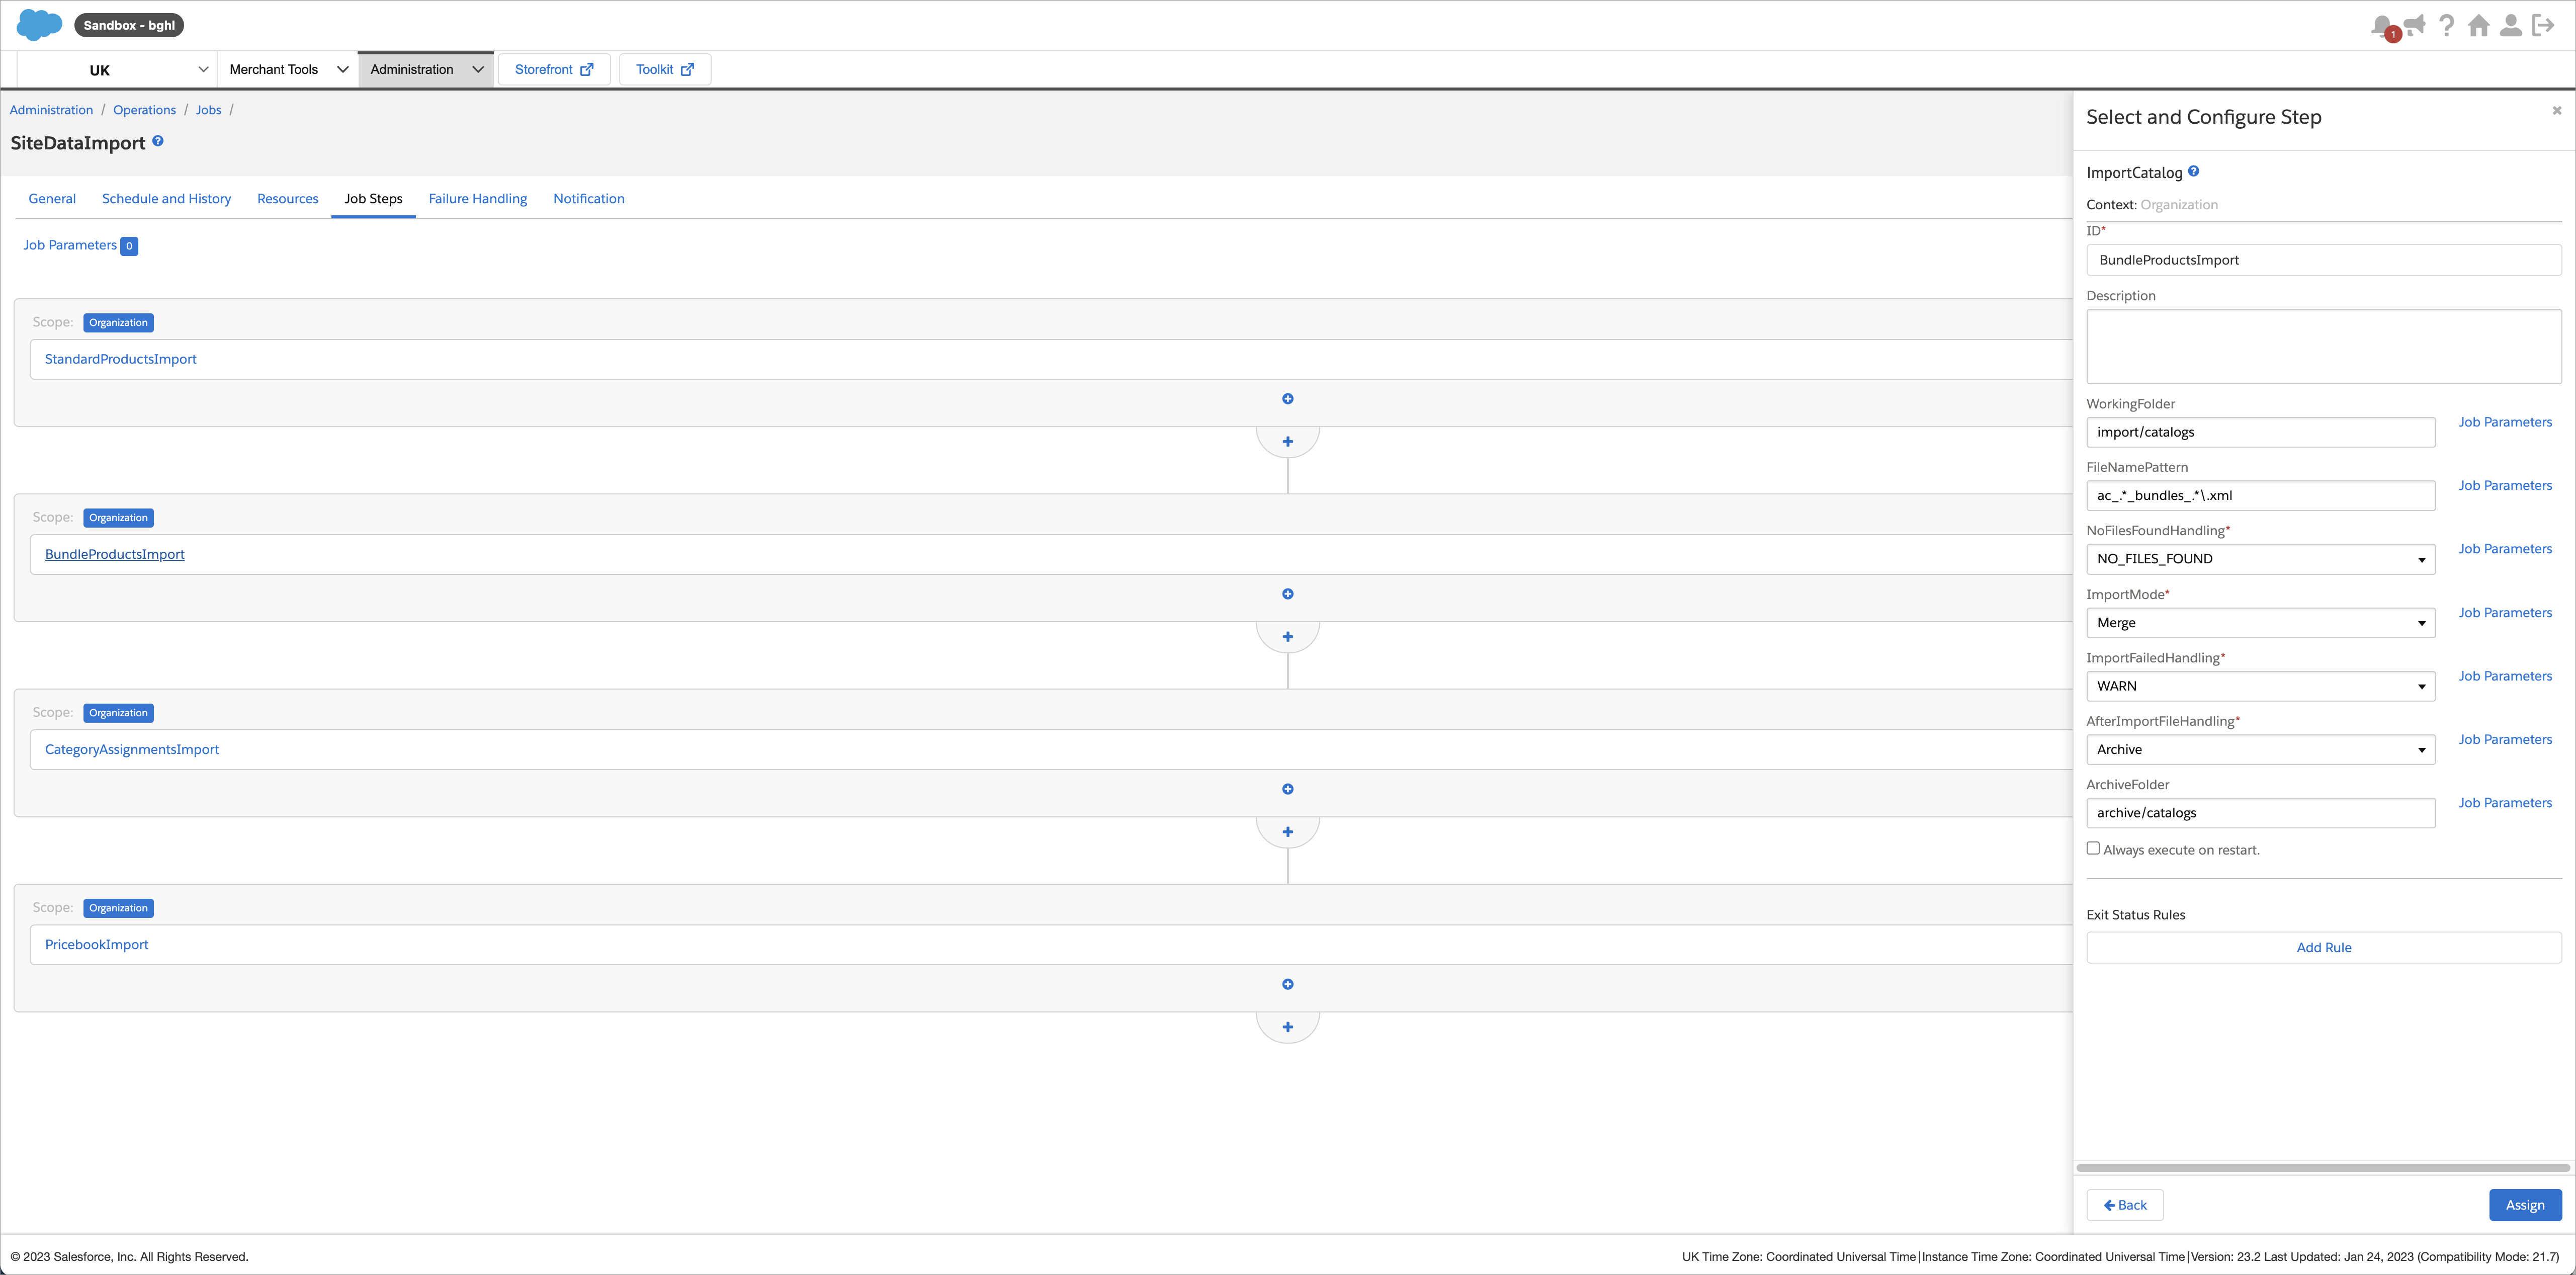 Sandbox - bghl
1
UK
Merchant Tools
Administration
Storefront
Toolkit
Administration / Operations / Jobs /
SiteDataImport
General
Schedule and History
Resources
Job Steps
Failure Handling
Notification
Job Parameters 0
Scope: Organization
StandardProductsImport
Scope: Organization
BundleProductsImport
Scope: Organization
CategoryAssignmentsImport
Scope: Organization
PricebookImport
Select and Configure Step
ImportCatalog
Context: Organization
ID*
BundleProductsImport
Description
WorkingFolder
import/catalogs
Job Parameters
FileNamePattern
ac_.*_bundles_.*\.xml
Job Parameters
NoFilesFoundHandling*
NO_FILES_FOUND
Job Parameters
ImportMode*
Merge
Job Parameters
ImportFailedHandling*
WARN
Job Parameters
AfterImportFileHandling*
Archive
Job Parameters
ArchiveFolder
archive/catalogs
Job Parameters
Always execute on restart.
Exit Status Rules
Add Rule
Back
Assign
© 2023 Salesforce, Inc. All Rights Reserved.
UK Time Zone: Coordinated Universal Time|Instance Time Zone: Coordinated Universal Time|Version: 23.2 Last Updated: Jan 24, 2023 (Compatibility Mode: 21.7)